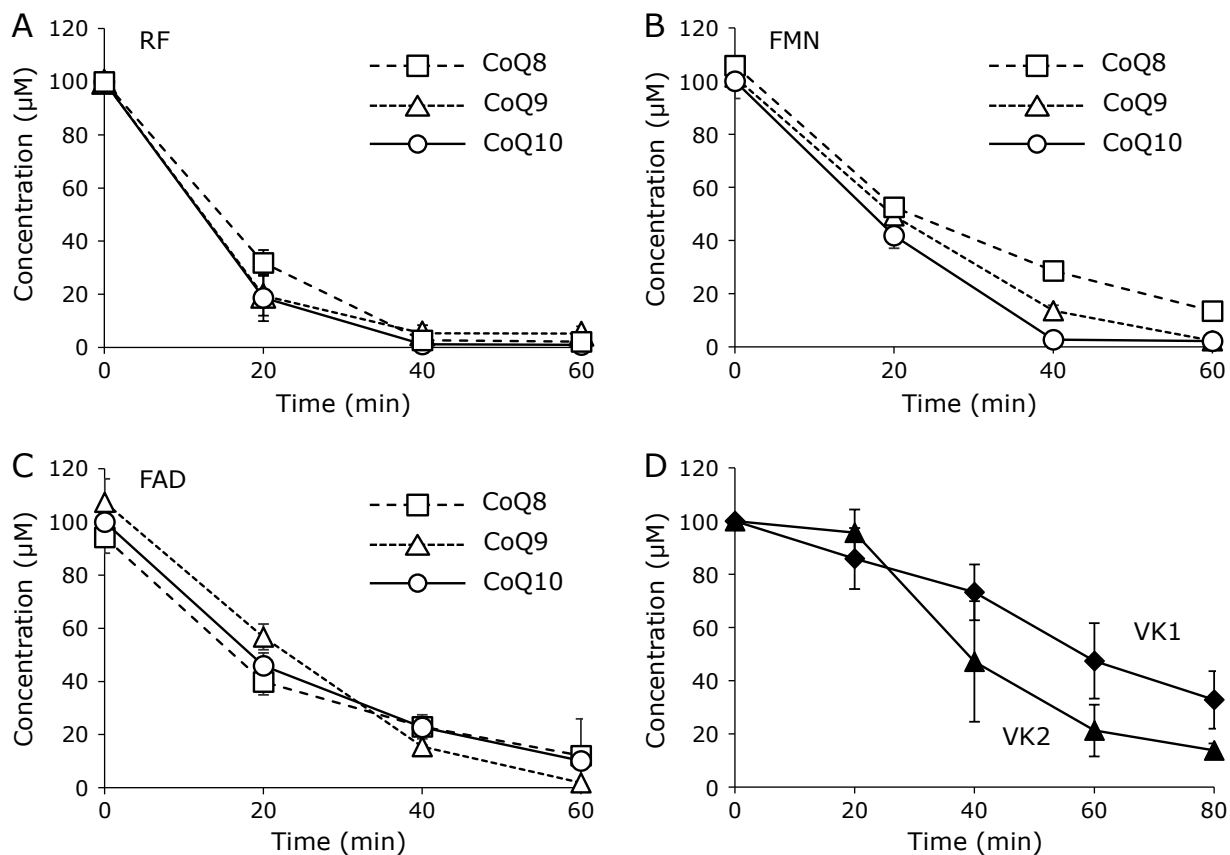 A
RF
CoQ8
CoQ9
CoQ10
Concentration (µM)
120
100
80
60
40
20
0
0 20 40 60
Time (min)
B
FMN
CoQ8
CoQ9
CoQ10
Concentration (µM)
120
100
80
60
40
20
0
0 20 40 60
Time (min)
C
FAD
CoQ8
CoQ9
CoQ10
Concentration (µM)
120
100
80
60
40
20
0
0 20 40 60
Time (min)
D
VK1
VK2
Concentration (µM)
120
100
80
60
40
20
0
0 20 40 60 80
Time (min)